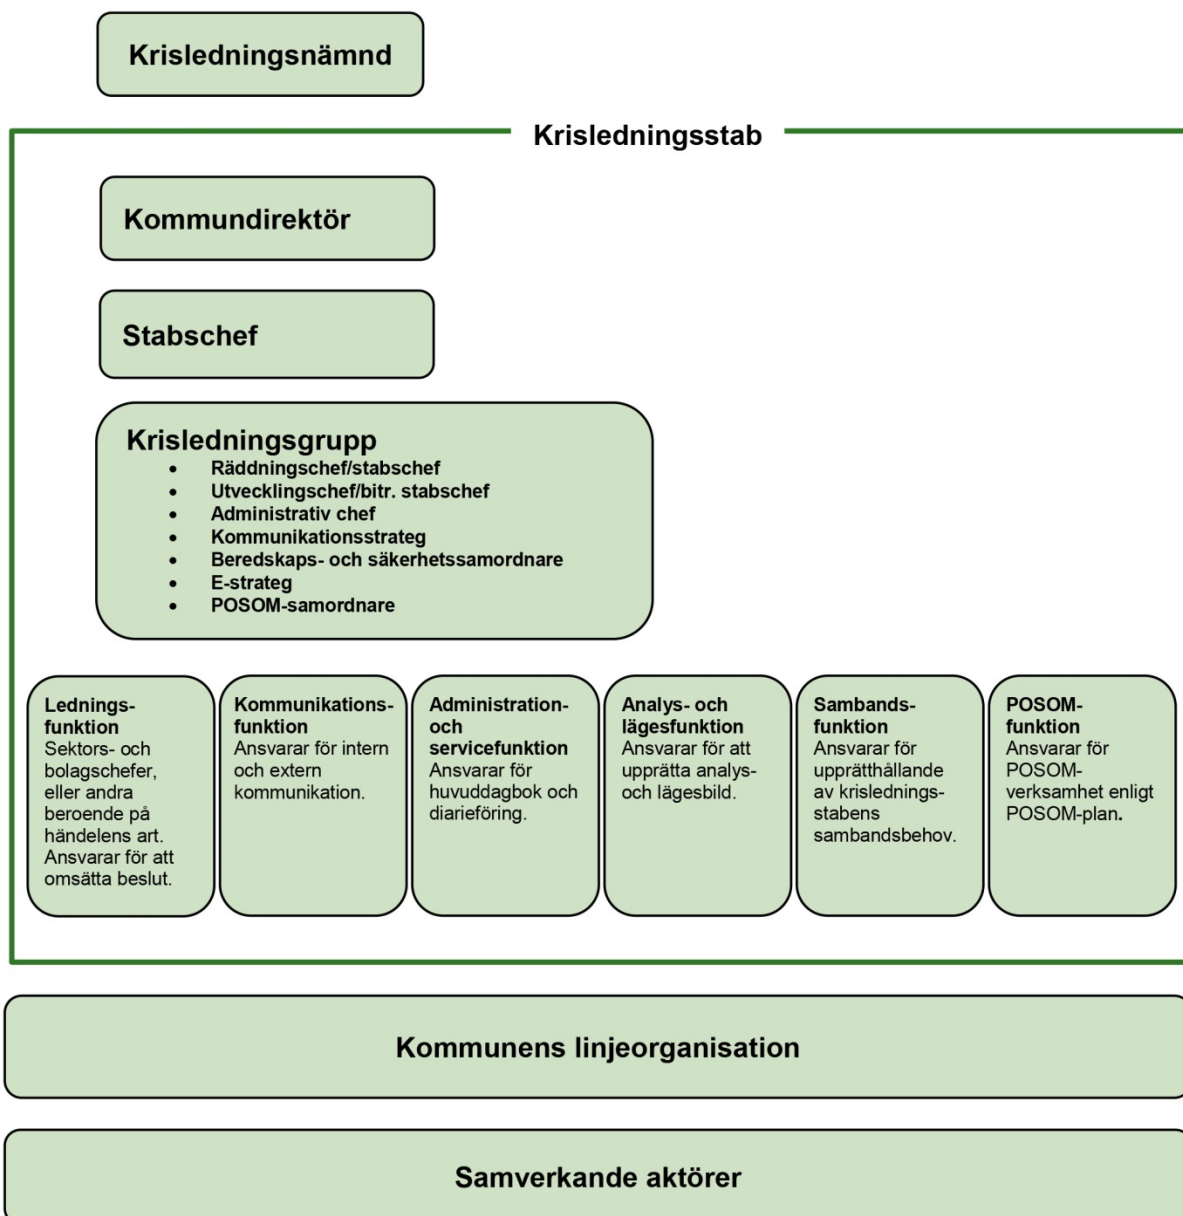 Krisledningsnämnd
Krisledningsstab
Kommundirektör
Stabschef
Krisledningsgrupp
• Räddningschef/stabschef
• Utvecklingschef/bitr. stabschef
• Administrativ chef
• Kommunikationsstrateg
• Beredskaps- och säkerhetssamordnare
• E-strateg
• POSOM-samordnare
Lednings-
funktion
Sektors- och
bolagschefer,
eller andra
beroende på
händelens art.
Ansvarar för att
omsätta beslut.
Kommunikations-
funktion
Ansvarar för intern
och extern
kommunikation.
Administration-
och
servicefunktion
Ansvarar för
huvuddagbok och
diarieföring.
Analys- och
lägesfunktion
Ansvarar för att
upprätta analys-
och lägesbild.
Sambands-
funktion
Ansvarar för
upprätthållande
av krislednings-
stabens
sambandsbehov.
POSOM-
funktion
Ansvarar för
POSOM-
verksamhet enligt
POSOM-plan.
Kommunens linjeorganisation
Samverkande aktörer